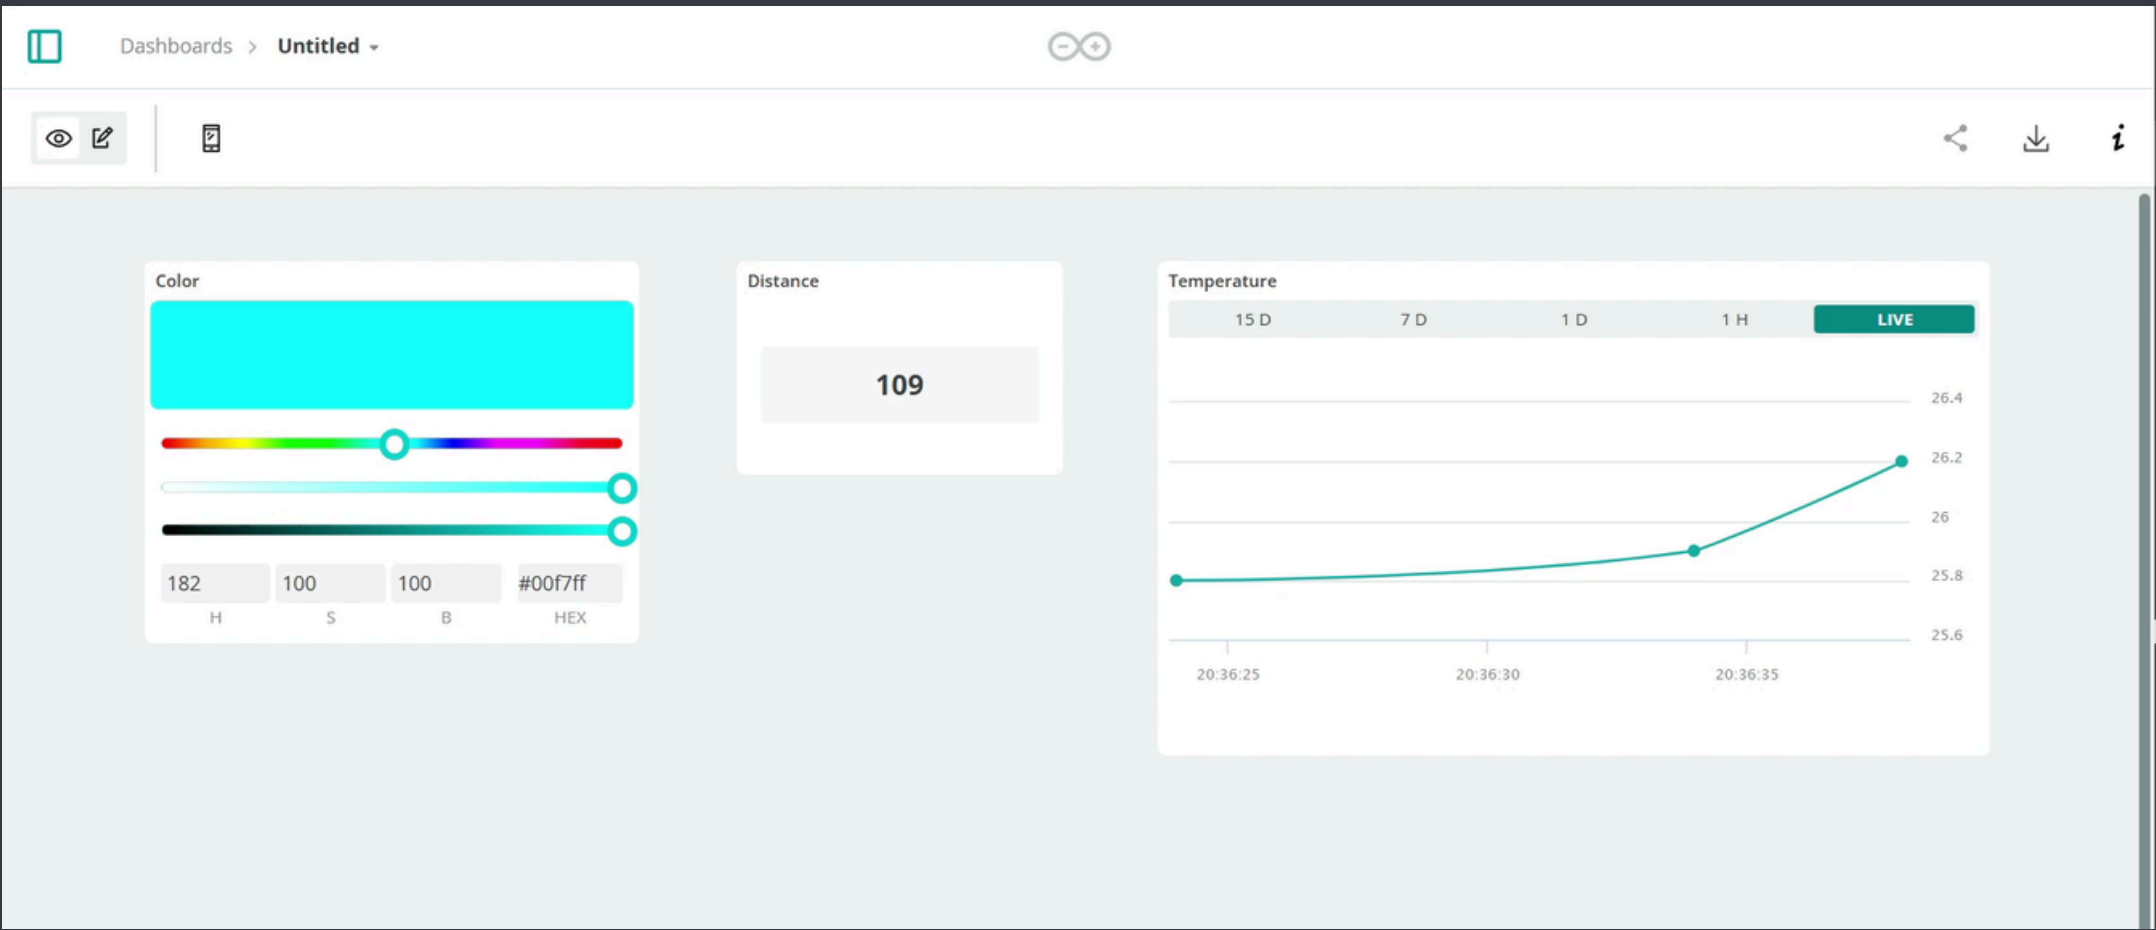 Dashboards > Untitled
Color
182 100 100 #00f7ff
H S B HEX
Distance
109
Temperature
15 D 7 D 1 D 1 H LIVE
26.4
26.2
26
25.8
25.6
20:36:25 20:36:30 20:36:35